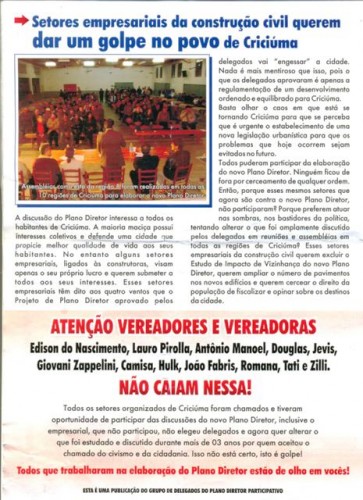 Setores empresariais da construção civil querem
dar um golpe no povo de Criciúma
Assembléias como esta da região 8 foram realizadas em todas as
10 regiões de Criciúma para elaborar o novo Plano Diretor
A discussão do Plano Diretor interessa a todos os
habitantes de Criciúma. A maioria maciça possui
interesses coletivos e defende uma cidade que
propicie melhor qualidade de vida aos seus
habitantes. No entanto alguns setores
empresariais, ligados às construtoras, visam
apenas o seu próprio lucro e querem submeter a
todos aos seus interesses. Esses setores
empresariais têm dito aos quatro ventos que o
Projeto de Plano Diretor aprovado pelos
delegados vai "engessar" a cidade.
Nada é mais mentiroso que isso, pois o
que os delegados aprovaram é apenas a
regulamentação de um desenvolvimento
ordenado e equilibrado para Criciúma.
Basta olhar o caos em que está se
tornando Criciúma para que se perceba
que é urgente o estabelecimento de uma
nova legislação urbanística para que os
problemas que hoje ocorrem sejam
evitados no futuro.
Todos puderam participar da elaboração
do novo Plano Diretor. Ninguém ficou de
fora por cerceamento de qualquer ordem.
Então, porque esses mesmos setores que
agora são contra o novo Plano Diretor,
não participaram? Porque preferem atuar
nas sombras, nos bastidores da política,
tentando alterar o que foi amplamente discutido
pelos delegados em reuniões e assembléias em
todas as regiões de Criciúma? Esses setores
empresariais da construção civil querem excluir o
Estudo de Impacto de Vizinhança do novo Plano
Diretor, querem ampliar o número de pavimentos
nos novos edifícios e querem cercear o direito da
população de fiscalizar e opinar sobre os destinos
da cidade.
ATENÇÃO VEREADORES E VEREADORAS
Edison do Nascimento, Lauro Pirolla, Antônio Manoel, Douglas, Jevis,
Giovani Zappelini, Camisa, Hulk, João Fabris, Romana, Tati e Zilli.
NÃO CAIAM NESSA!
Todos os setores organizados de Criciúma foram chamados e tiveram
oportunidade de participar das discussões do novo Plano Diretor, inclusive o
empresarial, que não participou, não elegeu delegados e agora quer alterar o
que foi estudado e discutido durante mais de 03 anos por quem aceitou o
chamado do civismo e da cidadania. Isso não está certo, isto é golpe!
Todos que trabalharam na elaboração do Plano Diretor estão de olho em vocês!
ESTA É UMA PUBLICAÇÃO DO GRUPO DE DELEGADOS DO PLANO DIRETOR PARTICIPATIVO